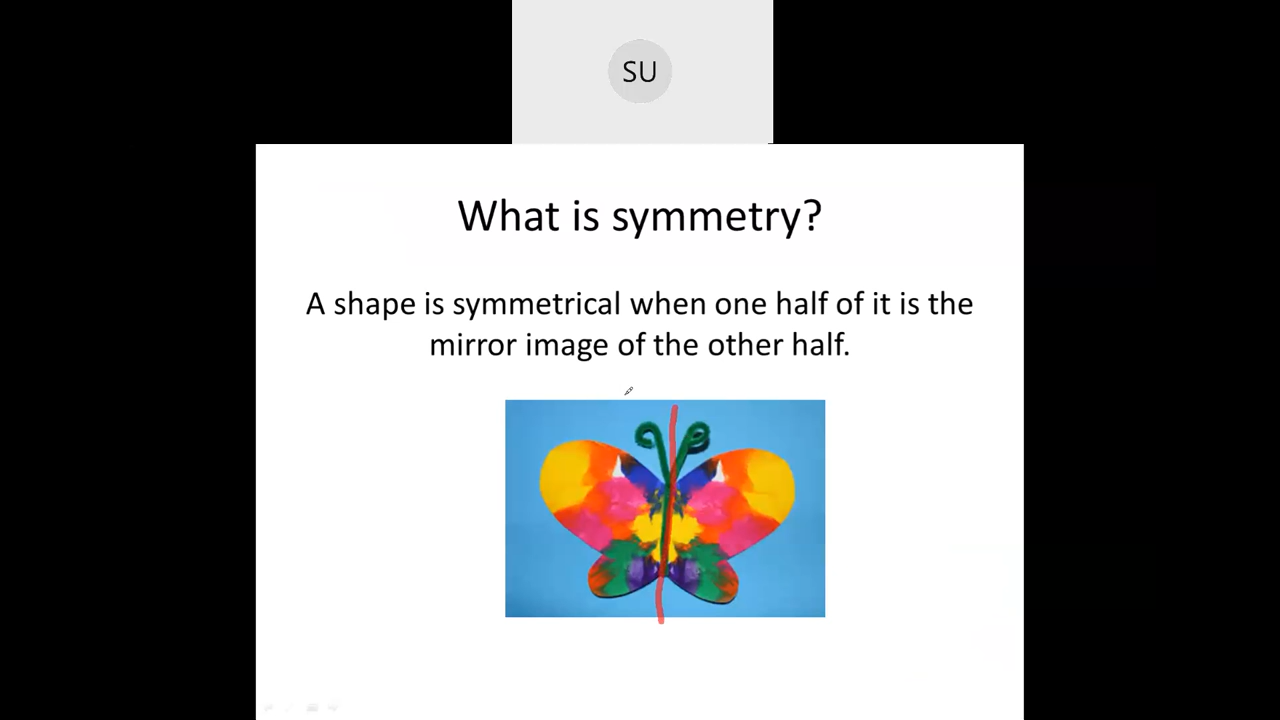 SU
What is symmetry?
A shape is symmetrical when one half of it is the
mirror image of the other half.